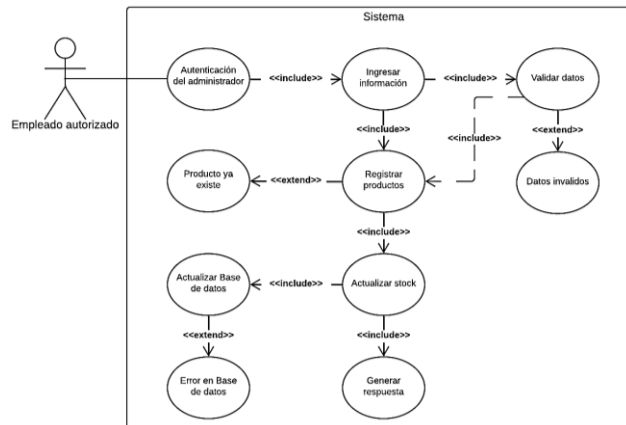 Sistema
Autenticación
del administrador
<<include>>
Ingresar
información
<<include>>
Validar datos
Empleado autorizado
<<include>>
<<include>>
<<extend>>
Producto ya
existe
<<extend>>
Registrar
productos
Datos invalidos
<<include>>
Actualizar Base
de datos
<<include>>
Actualizar stock
<<extend>>
<<include>>
Error en Base
de datos
Generar
respuesta